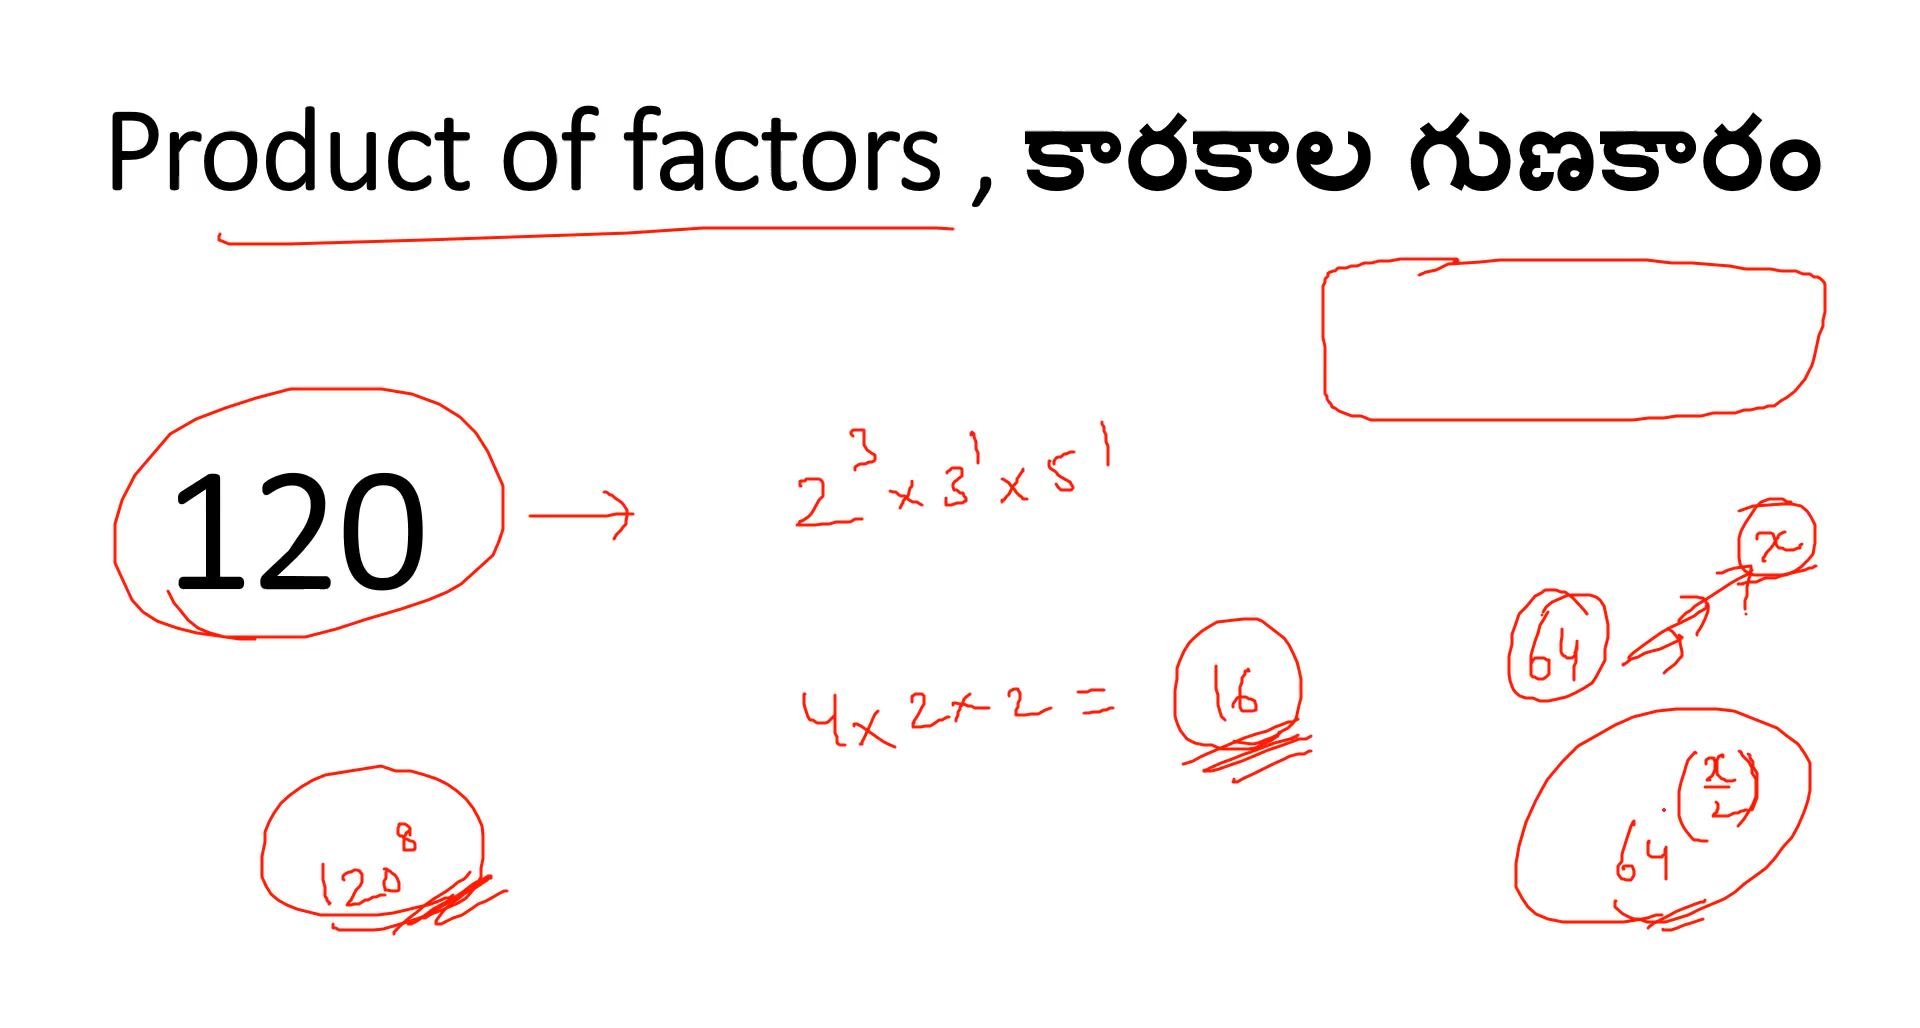 Product of factors , కారకాల గుణకారం
120 → 2³ × 3¹ × 5¹
x
64
4 × 2 × 2 = 16
120⁸
64^(x/2)